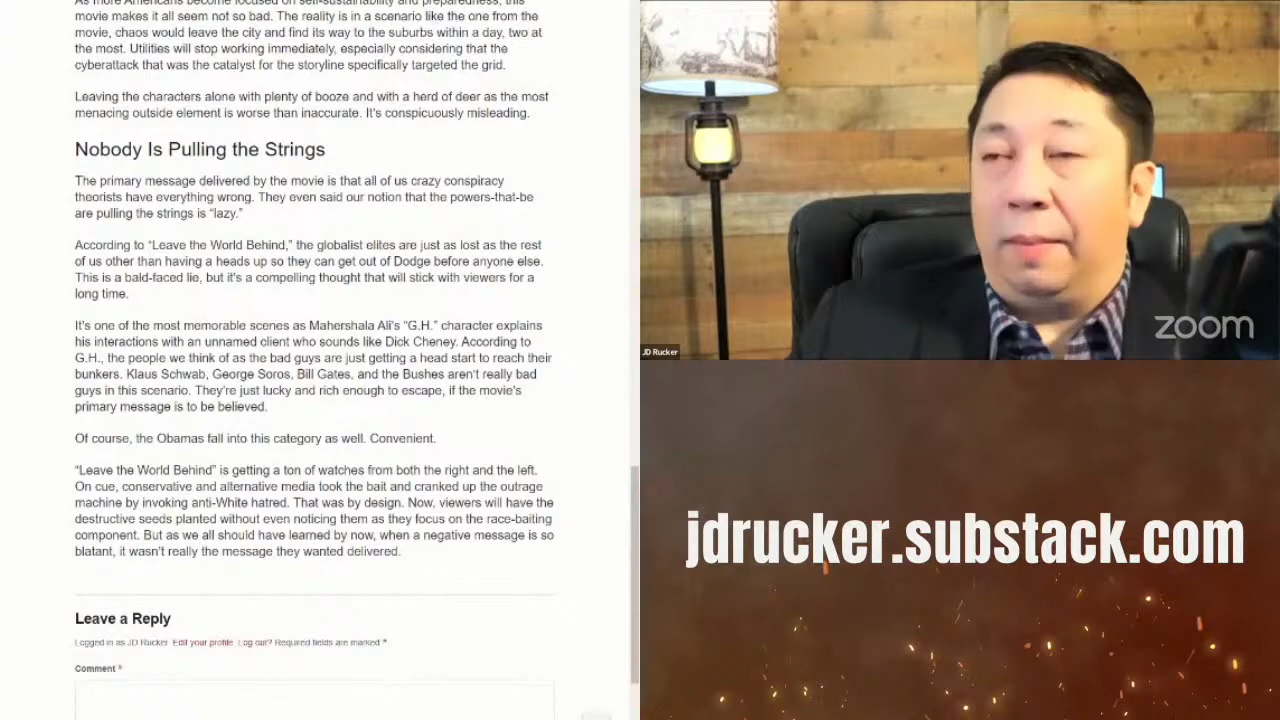 As more Americans become focused on self-sustainability and preparedness, this
movie makes it all seem not so bad. The reality is in a scenario like the one from the
movie, chaos would leave the city and find its way to the suburbs within a day, two at
the most. Utilities will stop working immediately, especially considering that the
cyberattack that was the catalyst for the storyline specifically targeted the grid.
Leaving the characters alone with plenty of booze and with a herd of deer as the most
menacing outside element is worse than inaccurate. It's conspicuously misleading.
Nobody Is Pulling the Strings
The primary message delivered by the movie is that all of us crazy conspiracy
theorists have everything wrong. They even said our notion that the powers-that-be
are pulling the strings is “lazy.”
According to “Leave the World Behind,” the globalist elites are just as lost as the rest
of us other than having a heads up so they can get out of Dodge before anyone else.
This is a bald-faced lie, but it's a compelling thought that will stick with viewers for a
long time.
It's one of the most memorable scenes as Mahershala Ali's “G.H.” character explains
his interactions with an unnamed client who sounds like Dick Cheney. According to
G.H., the people we think of as the bad guys are just getting a head start to reach their
bunkers. Klaus Schwab, George Soros, Bill Gates, and the Bushes aren't really bad
guys in this scenario. They're just lucky and rich enough to escape, if the movie's
primary message is to be believed.
Of course, the Obamas fall into this category as well. Convenient.
“Leave the World Behind” is getting a ton of watches from both the right and the left.
On cue, conservative and alternative media took the bait and cranked up the outrage
machine by invoking anti-White hatred. That was by design. Now, viewers will have the
destructive seeds planted without even noticing them as they focus on the race-baiting
component. But as we all should have learned by now, when a negative message is so
blatant, it wasn't really the message they wanted delivered.
Leave a Reply
Logged in as JD Rucker. Edit your profile. Log out? Required fields are marked *
Comment *
JD Rucker
zoom
jdrucker.substack.com